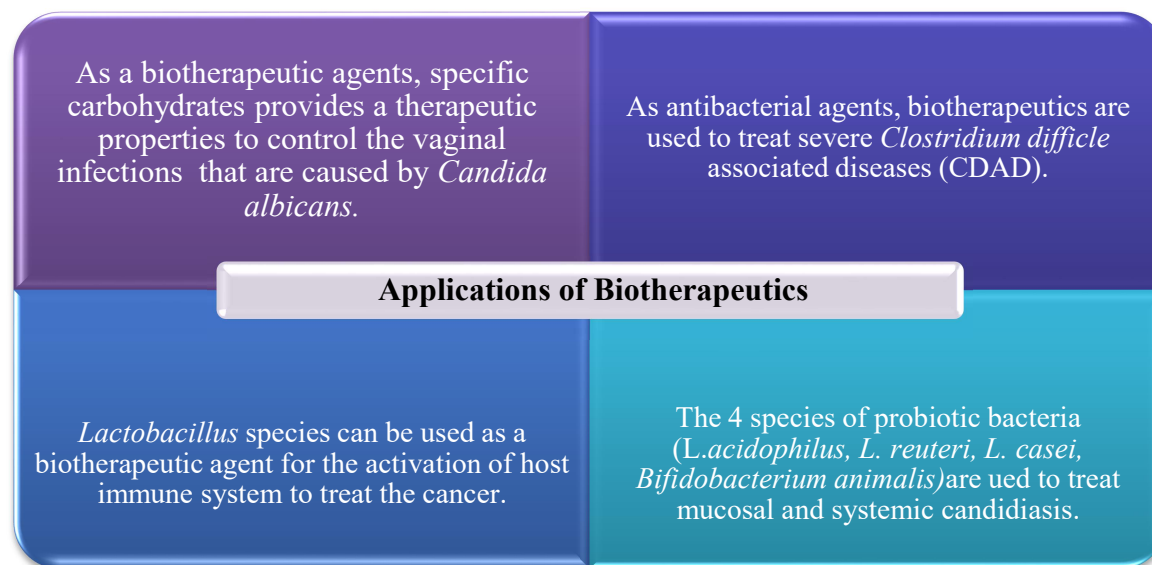 As a biotherapeutic agents, specific
carbohydrates provides a therapeutic
properties to control the vaginal
infections that are caused by Candida
albicans.
As antibacterial agents, biotherapeutics are
used to treat severe Clostridium difficle
associated diseases (CDAD).
Applications of Biotherapeutics
Lactobacillus species can be used as a
biotherapeutic agent for the activation of host
immune system to treat the cancer.
The 4 species of probiotic bacteria
(L.acidophilus, L. reuteri, L. casei,
Bifidobacterium animalis)are ued to treat
mucosal and systemic candidiasis.